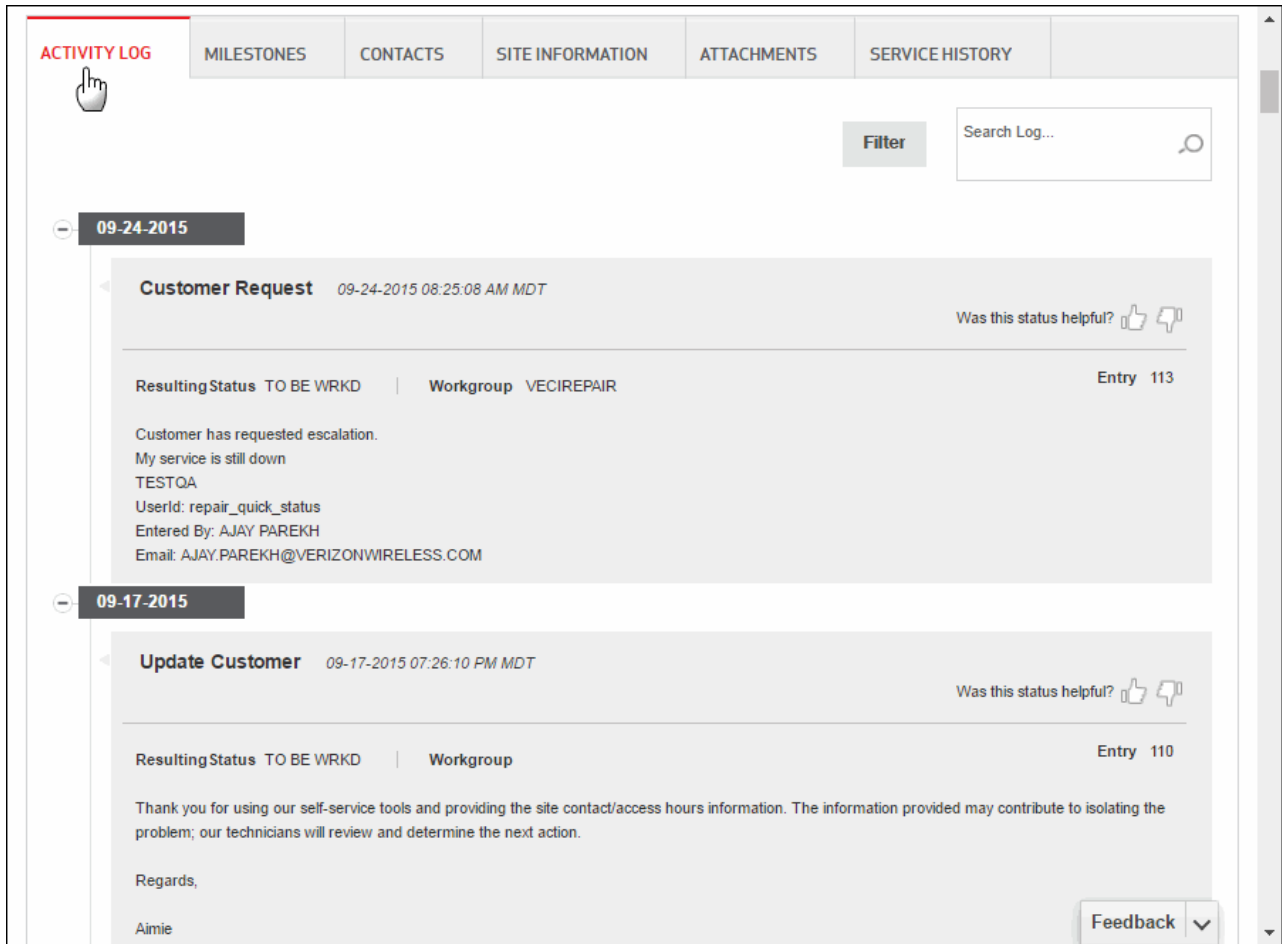 ACTIVITY LOG MILESTONES CONTACTS SITE INFORMATION ATTACHMENTS SERVICE HISTORY
Filter Search Log...
09-24-2015
Customer Request 09-24-2015 08:25:08 AM MDT
Was this status helpful?
Resulting Status TO BE WRKD | Workgroup VECIREPAIR Entry 113
Customer has requested escalation.
My service is still down
TESTQA
UserId: repair_quick_status
Entered By: AJAY PAREKH
Email: AJAY.PAREKH@VERIZONWIRELESS.COM
09-17-2015
Update Customer 09-17-2015 07:26:10 PM MDT
Was this status helpful?
Resulting Status TO BE WRKD | Workgroup Entry 110
Thank you for using our self-service tools and providing the site contact/access hours information. The information provided may contribute to isolating the
problem; our technicians will review and determine the next action.
Regards,
Aimie
Feedback